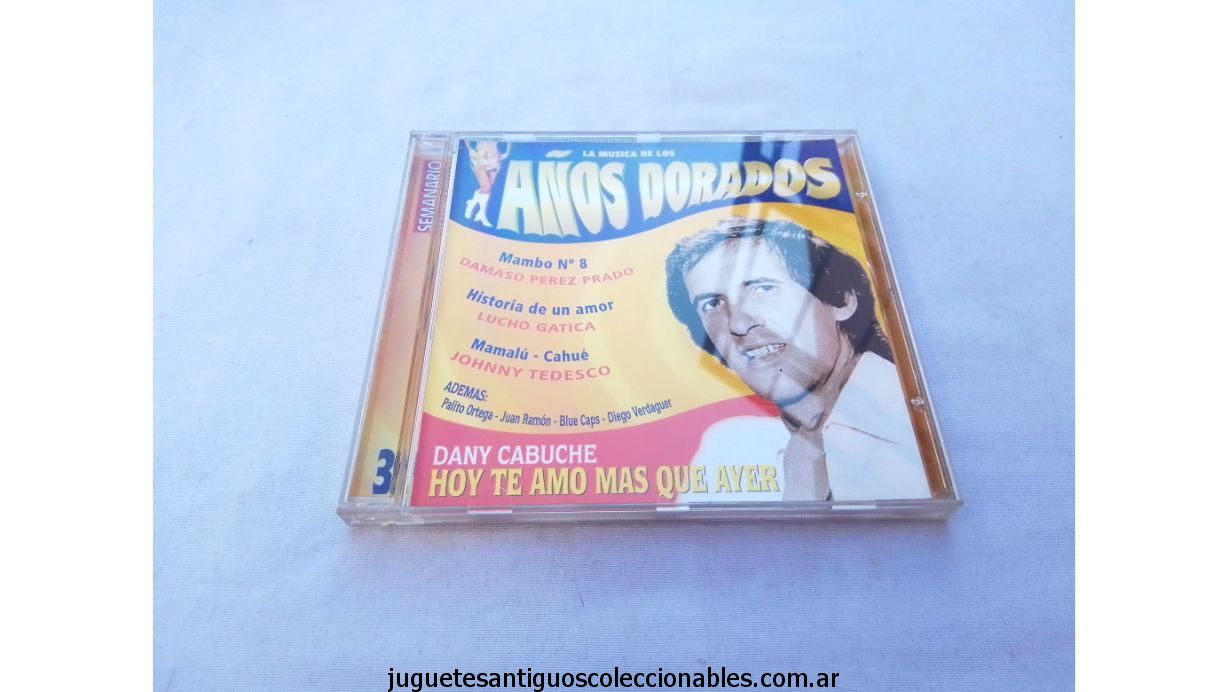 SEMANARIO
LA MUSICA DE LOS
AÑOS DORADOS
Mambo N° 8
DAMASO PEREZ PRADO
Historia de un amor
LUCHO GATICA
Mamalú - Cahué
JOHNNY TEDESCO
ADEMAS:
Palito Ortega - Juan Ramón - Blue Caps - Diego Verdaguer
DANY CABUCHE
HOY TE AMO MAS QUE AYER
juguetesantiguoscoleccionables.com.ar